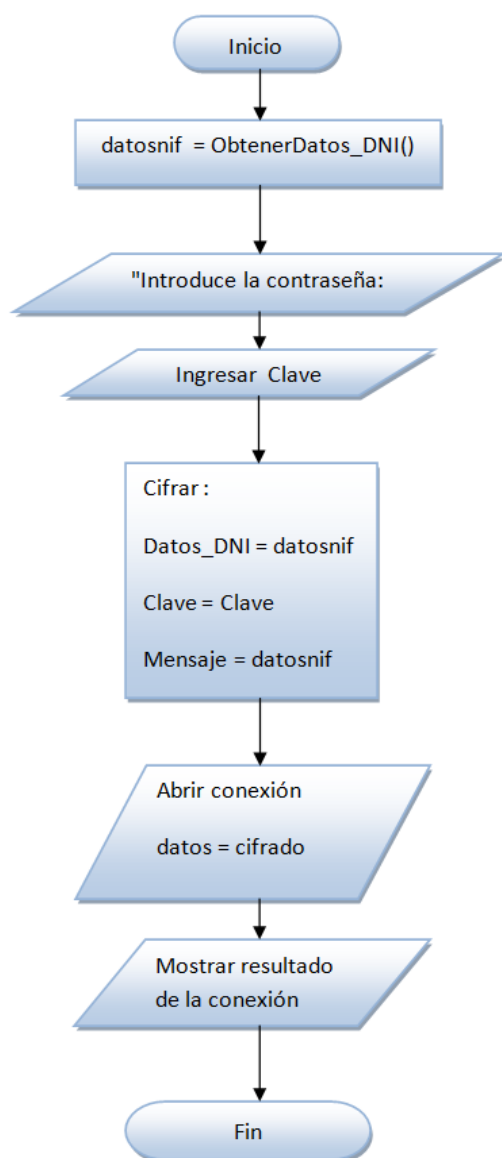 Inicio
datosnif = ObtenerDatos_DNI()
"Introduce la contraseña:
Ingresar Clave
Cifrar :
Datos_DNI = datosnif
Clave = Clave
Mensaje = datosnif
Abrir conexión
datos = cifrado
Mostrar resultado
de la conexión
Fin